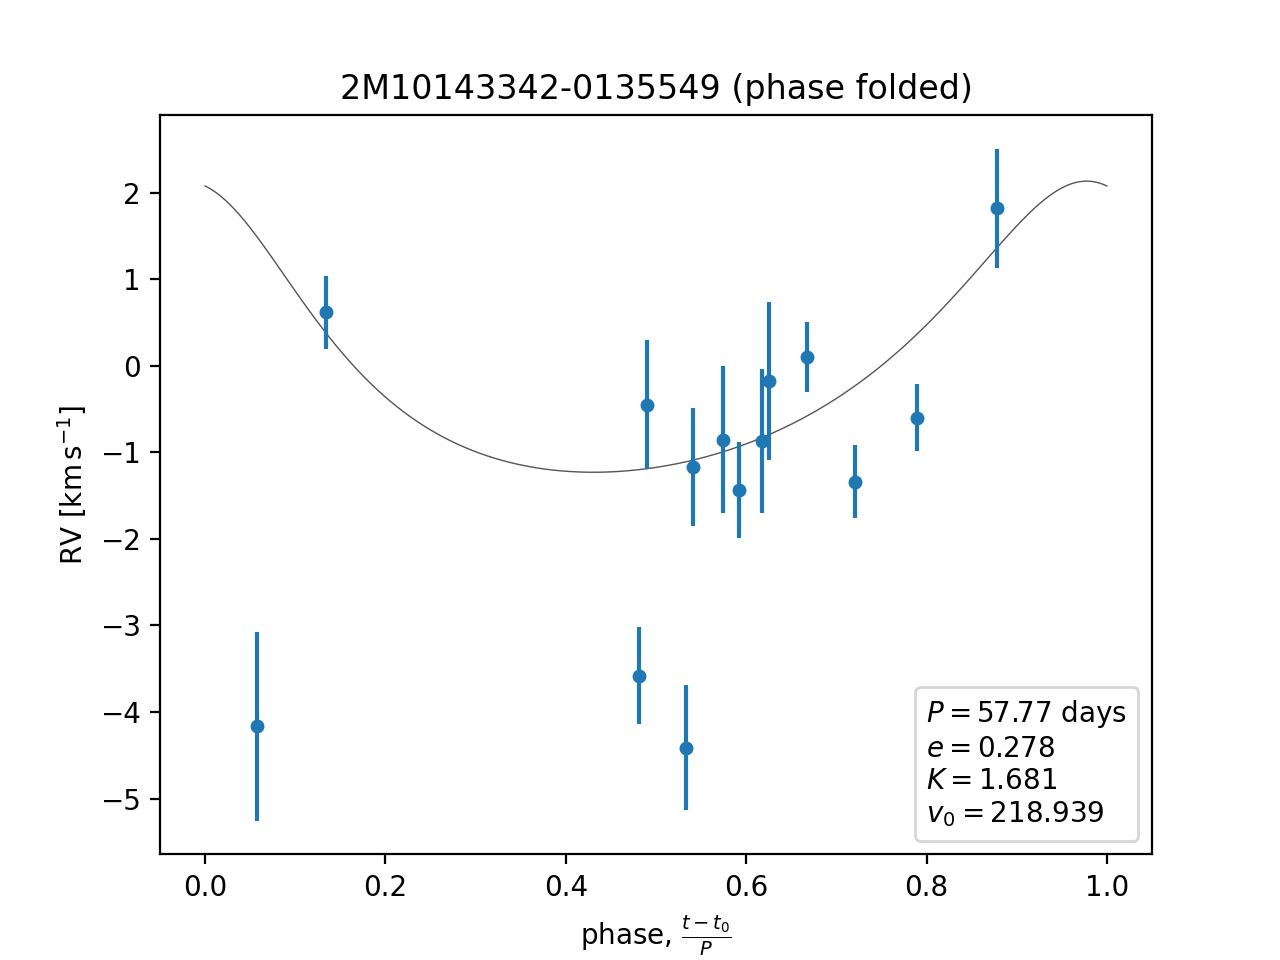 2M10143342-0135549 (phase folded)
RV [km s⁻¹]
2
1
0
−1
−2
−3
−4
−5
P = 57.77 days
e = 0.278
K = 1.681
v₀ = 218.939
0.0 0.2 0.4 0.6 0.8 1.0
phase, (t − t₀)/P